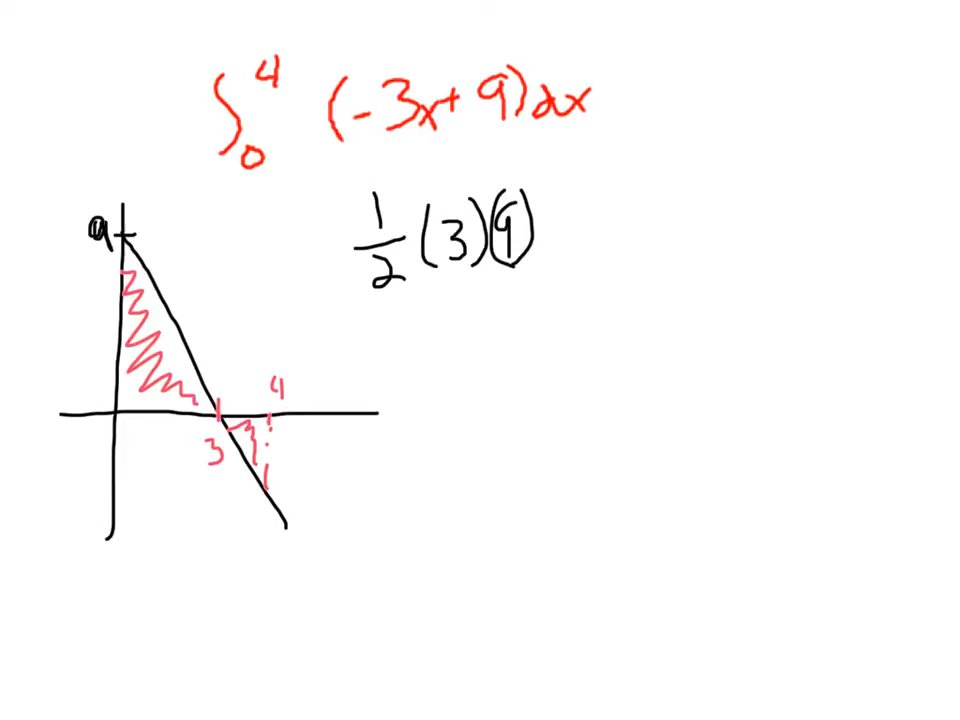 ∫₀⁴ (-3x+9)dx
1/2 (3)(9)
9
4
3